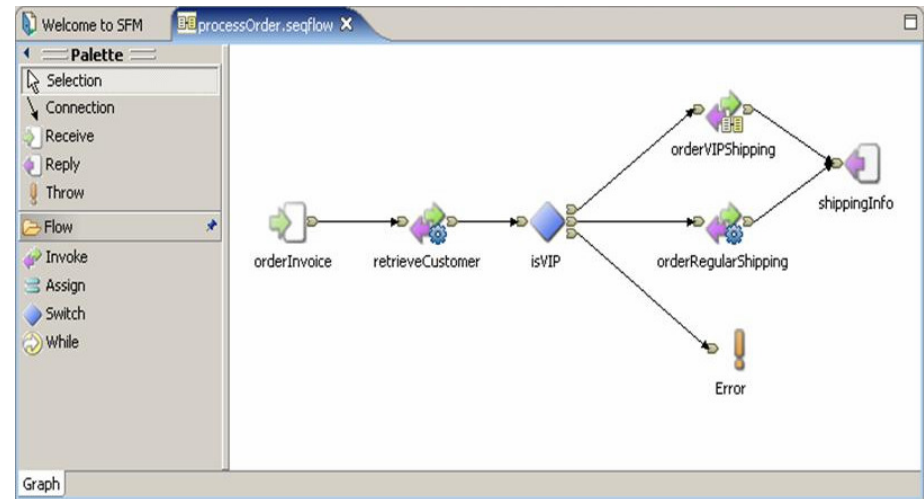 Welcome to SFM
processOrder.seqflow
Palette
Selection
Connection
Receive
Reply
Throw
Flow
Invoke
Assign
Switch
While
orderInvoice
retrieveCustomer
isVIP
orderVIPShipping
orderRegularShipping
shippingInfo
Error
Graph